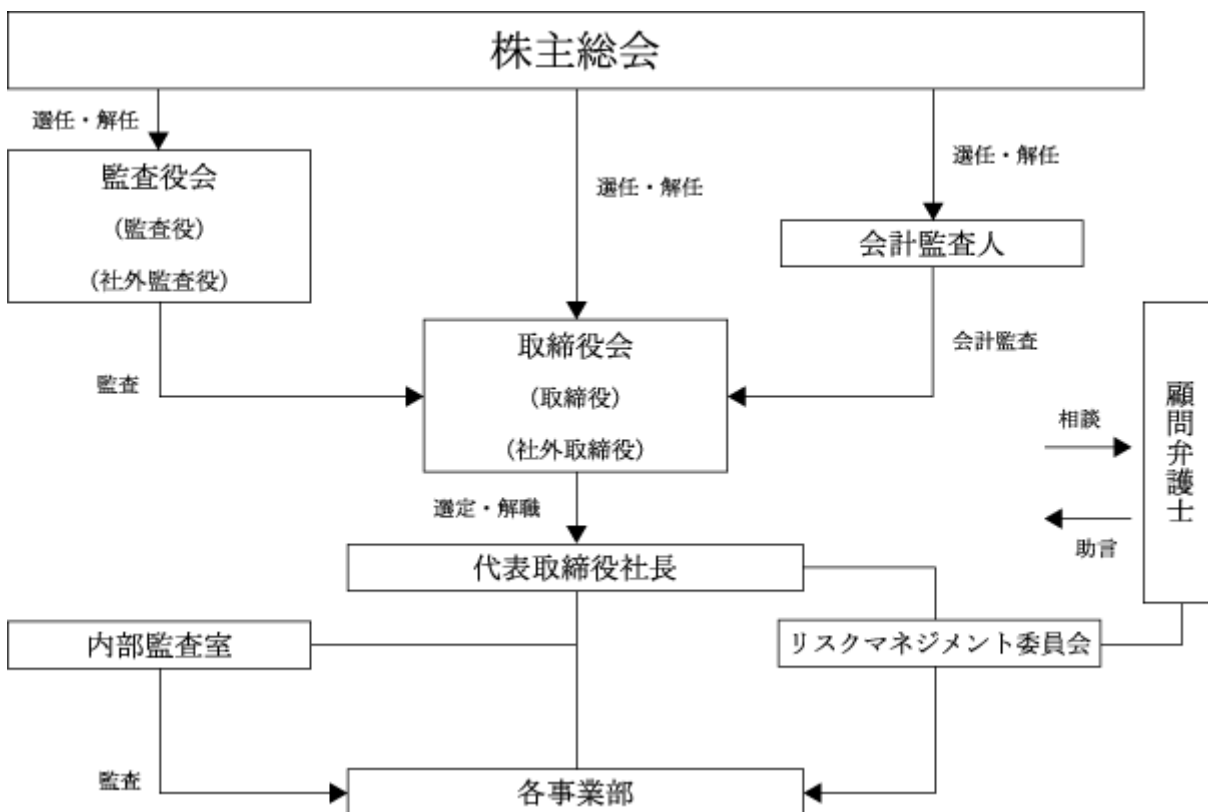 株主総会
選任・解任
選任・解任
選任・解任
監査役会
(監査役)
(社外監査役)
会計監査人
監査
取締役会
(取締役)
(社外取締役)
会計監査
相談
助言
顧問弁護士
選定・解職
代表取締役社長
内部監査室
リスクマネジメント委員会
監査
各事業部